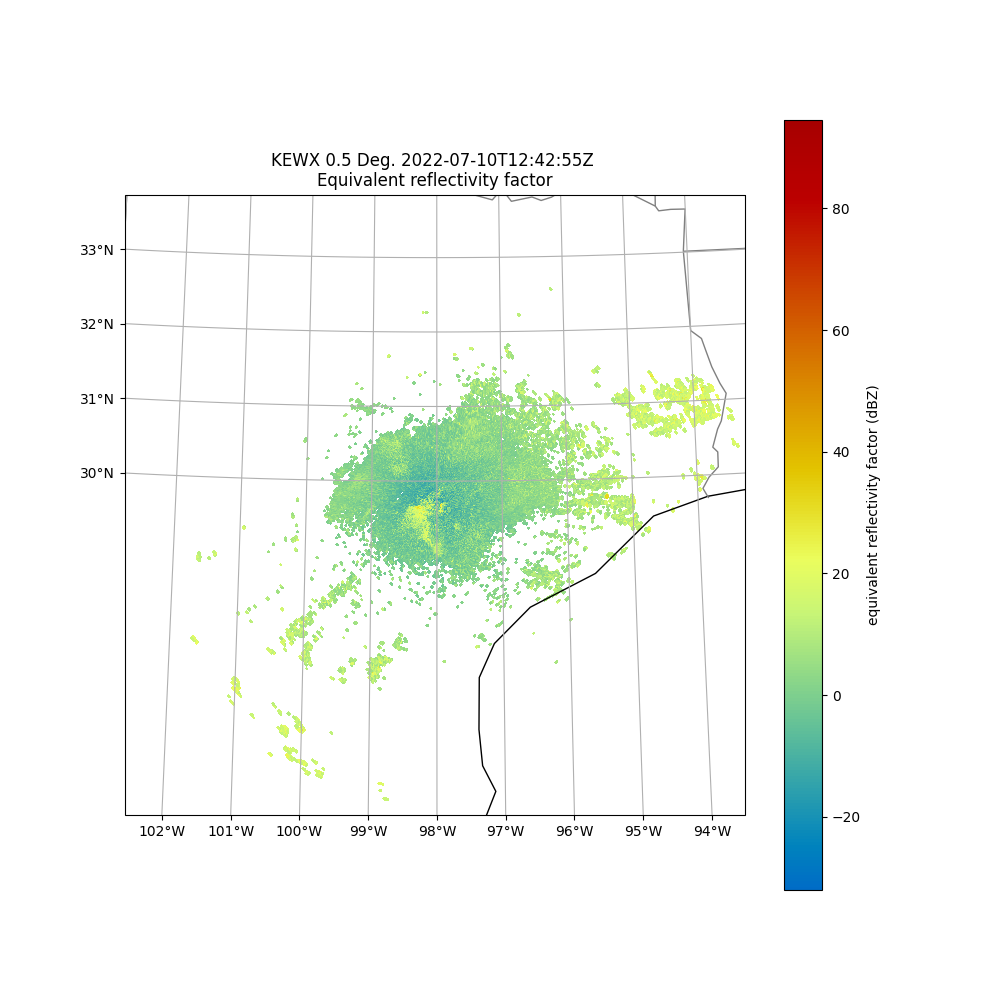 KEWX 0.5 Deg. 2022-07-10T12:42:55Z
Equivalent reflectivity factor
33°N
32°N
31°N
30°N
102°W 101°W 100°W 99°W 98°W 97°W 96°W 95°W 94°W
80
60
40
20
0
−20
equivalent reflectivity factor (dBZ)